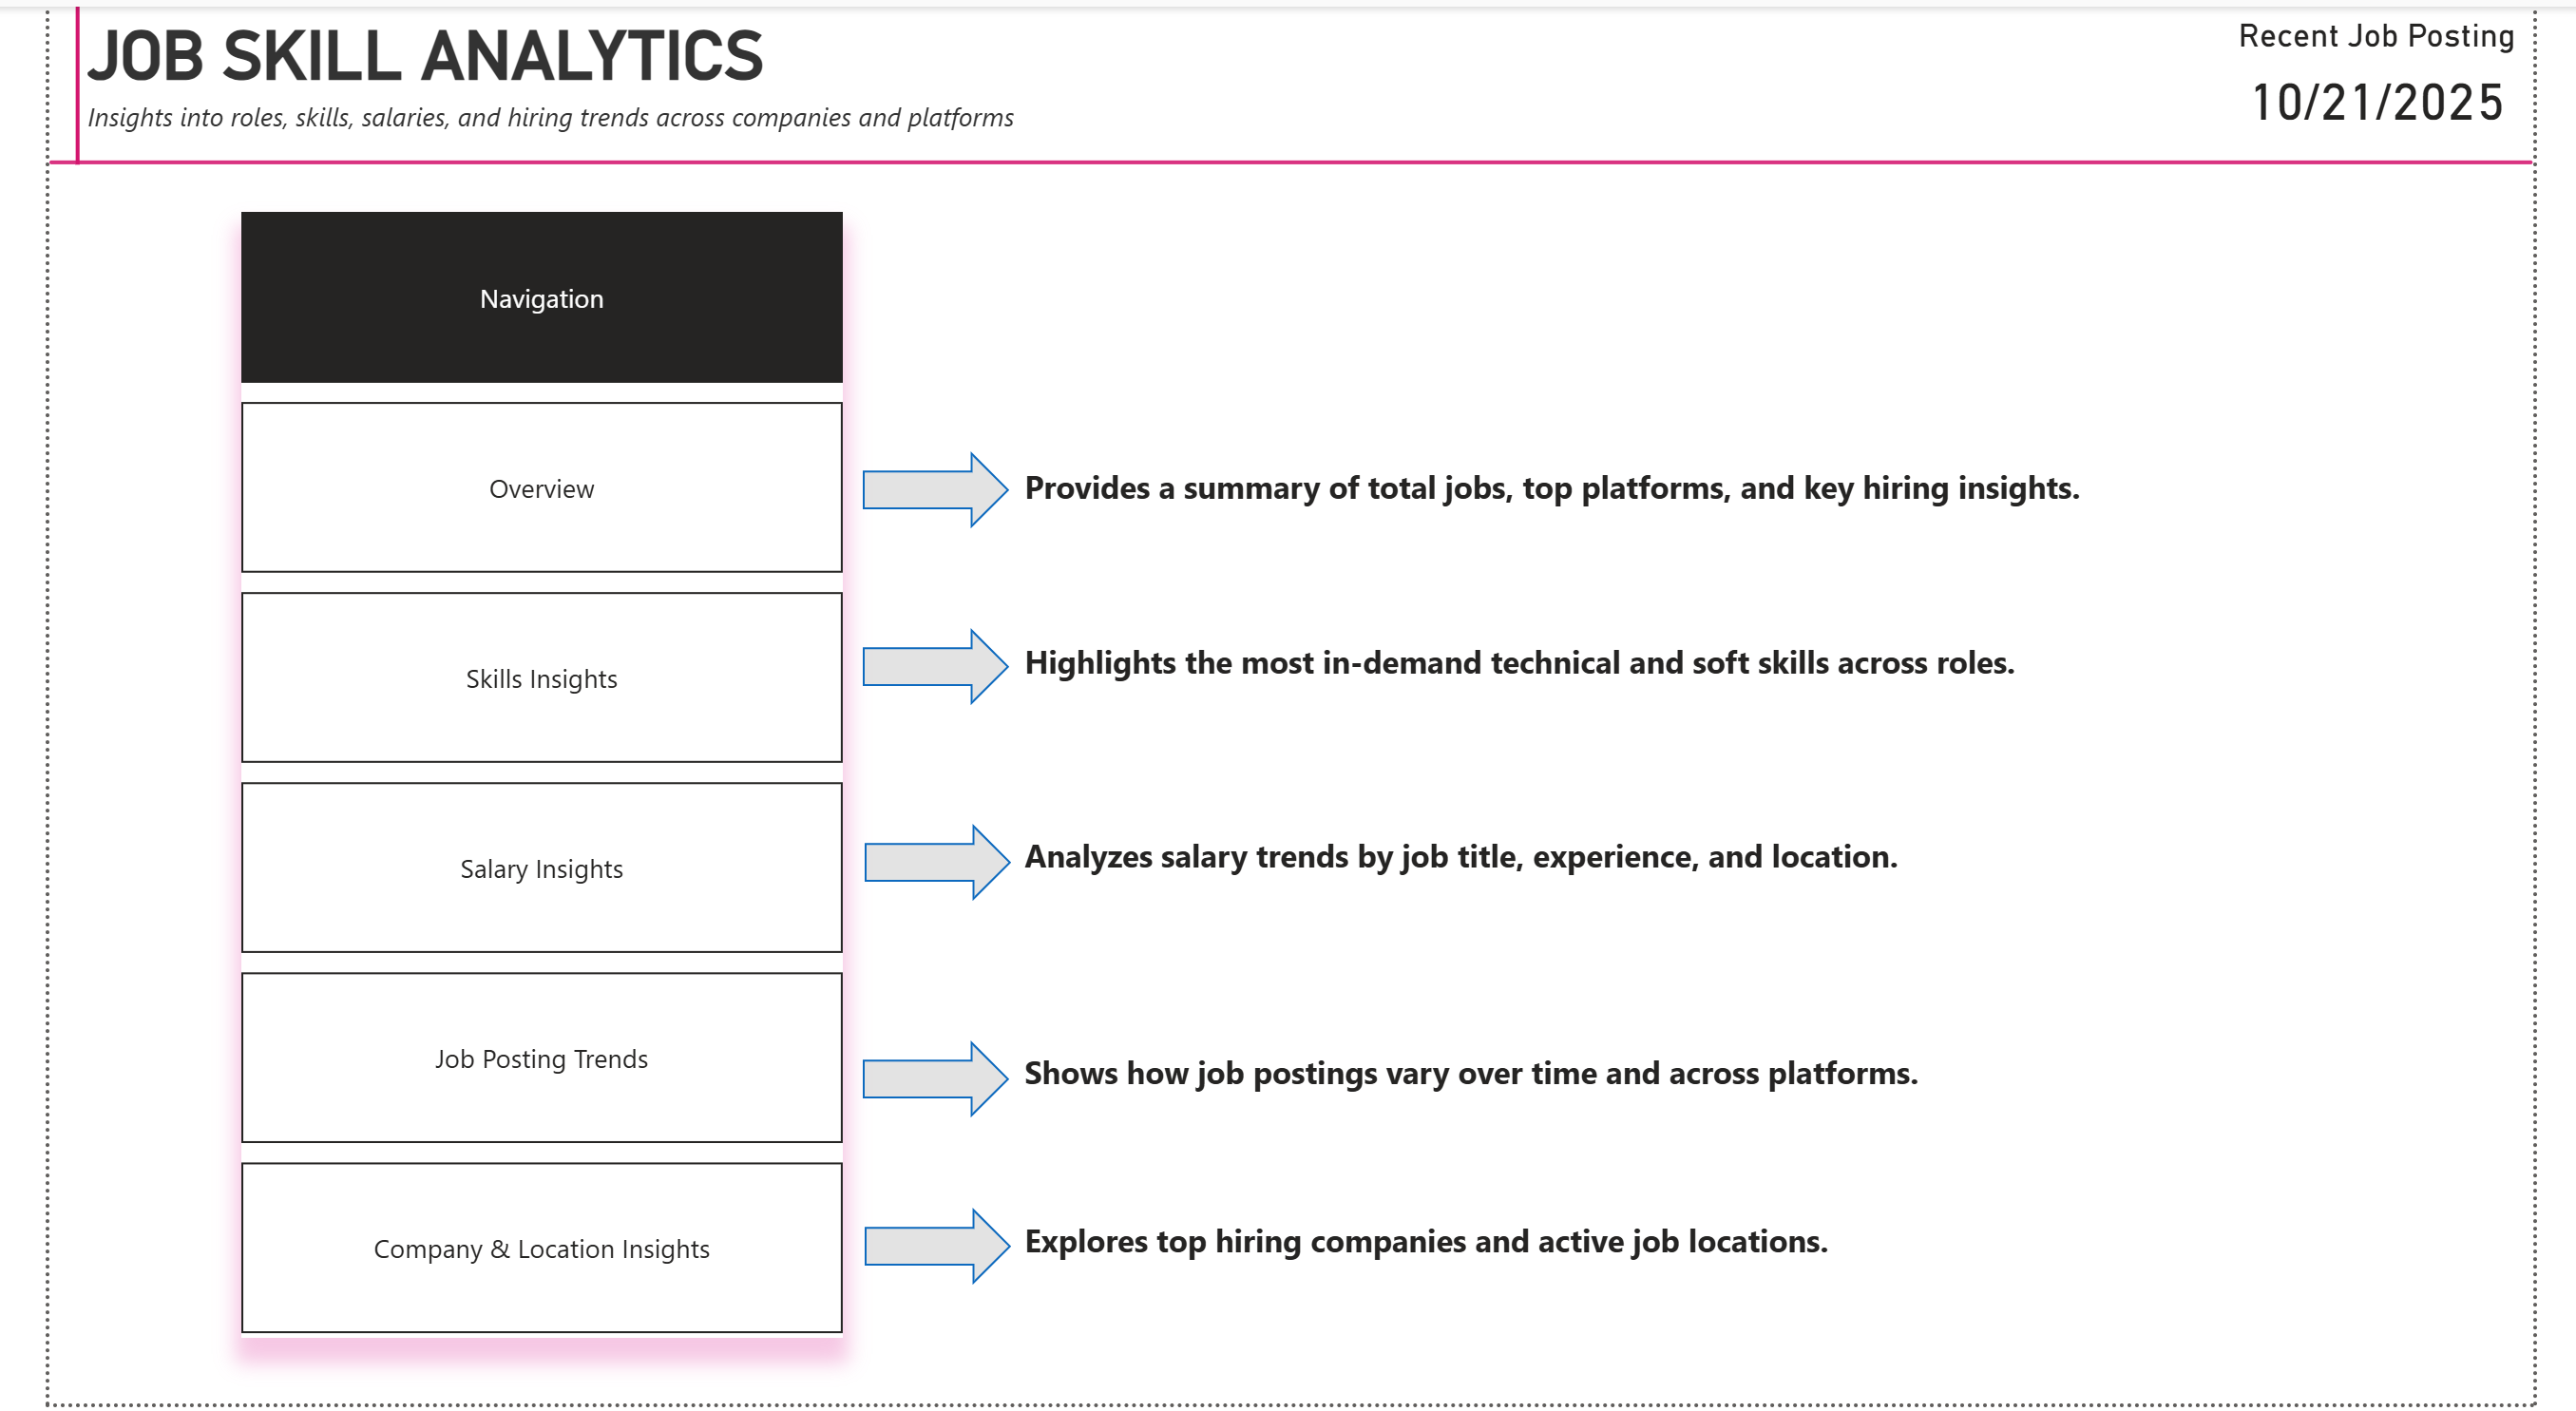 JOB SKILL ANALYTICS
Insights into roles, skills, salaries, and hiring trends across companies and platforms
Recent Job Posting
10/21/2025
Navigation
Overview
Provides a summary of total jobs, top platforms, and key hiring insights.
Skills Insights
Highlights the most in-demand technical and soft skills across roles.
Salary Insights
Analyzes salary trends by job title, experience, and location.
Job Posting Trends
Shows how job postings vary over time and across platforms.
Company & Location Insights
Explores top hiring companies and active job locations.